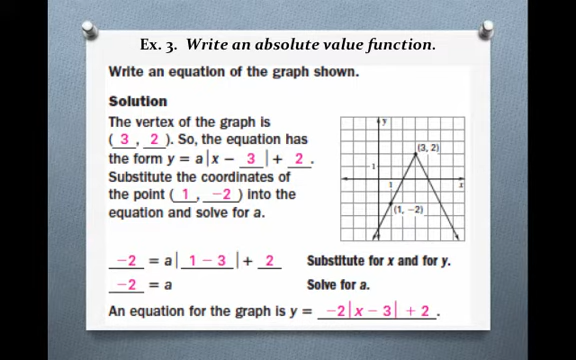 Ex. 3. Write an absolute value function.
Write an equation of the graph shown.
Solution
The vertex of the graph is
( 3 , 2 ). So, the equation has
the form y = a|x − 3 | + 2 .
Substitute the coordinates of
the point ( 1 , −2 ) into the
equation and solve for a.
y
(3, 2)
1
1
x
(1, −2)
−2 = a| 1 − 3 | + 2 Substitute for x and for y.
−2 = a Solve for a.
An equation for the graph is y = −2|x − 3| + 2 .